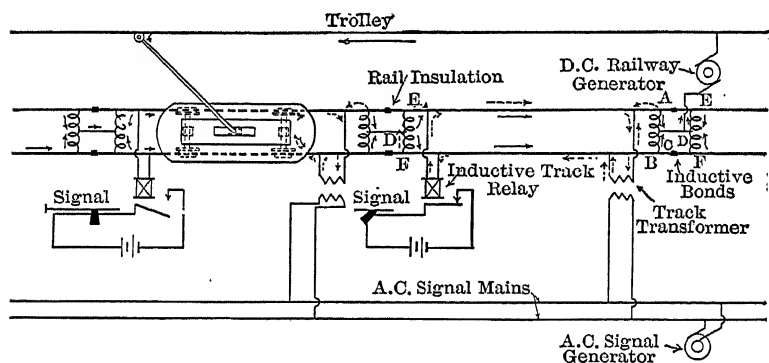 Trolley
D.C. Railway
Generator
Rail Insulation
E
A
E
D
C
D
F
B
F
Inductive
Bonds
Signal
Signal
Inductive Track
Relay
Track
Transformer
A.C. Signal Mains
A.C. Signal
Generator